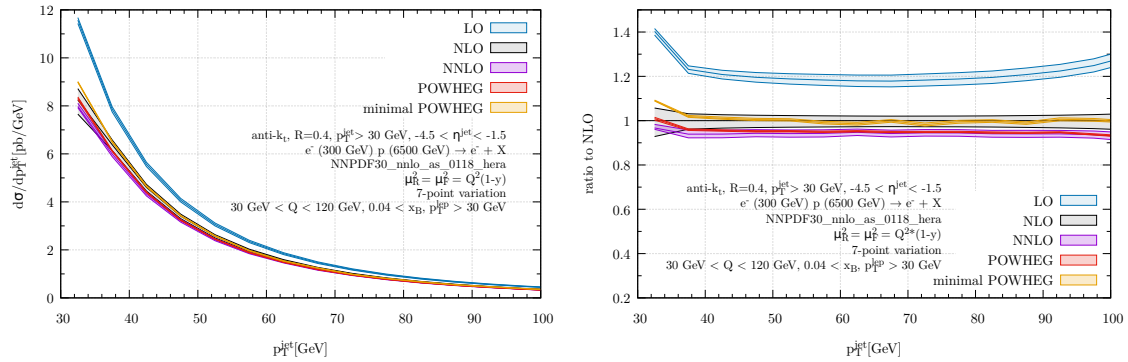 12
10
8
6
4
2
0
dσ/dp_T^jet [pb/GeV]
LO
NLO
NNLO
POWHEG
minimal POWHEG
anti-k_t, R=0.4, p_T^jet> 30 GeV, -4.5 < η^jet< -1.5
e^- (300 GeV) p (6500 GeV) → e^- + X
NNPDF30_nnlo_as_0118_hera
μ_R^2 = μ_F^2 = Q^2(1-y)
7-point variation
30 GeV < Q < 120 GeV, 0.04 < x_B, p_T^lep > 30 GeV
30 40 50 60 70 80 90 100
p_T^jet[GeV]
1.4
1.2
1
0.8
0.6
0.4
0.2
ratio to NLO
anti-k_t, R=0.4, p_T^jet> 30 GeV, -4.5 < η^jet< -1.5
e^- (300 GeV) p (6500 GeV) → e^- + X
NNPDF30_nnlo_as_0118_hera
μ_R^2 = μ_F^2 = Q^2*(1-y)
7-point variation
30 GeV < Q < 120 GeV, 0.04 < x_B, p_T^lep > 30 GeV
LO
NLO
NNLO
POWHEG
minimal POWHEG
30 40 50 60 70 80 90 100
p_T^jet[GeV]